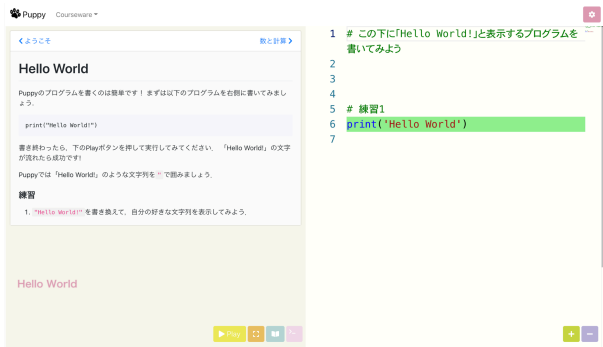 Puppy
Courseware
ようこそ
数と計算
Hello World
Puppyのプログラムを書くのは簡単です！ まずは以下のプログラムを右側に書いてみまし
ょう.
print("Hello World!")
書き終わったら, 下のPlayボタンを押して実行してみてください. 「Hello World!」の文字
が流れたら成功です!
Puppyでは「Hello World!」のような文字列を " で囲みましょう.
練習
1. "Hello World!" を書き換えて, 自分の好きな文字列を表示してみよう.
Hello World
Play
1 # この下に「Hello World!」と表示するプログラムを
書いてみよう
2
3
4
5 # 練習1
6 print('Hello World')
7